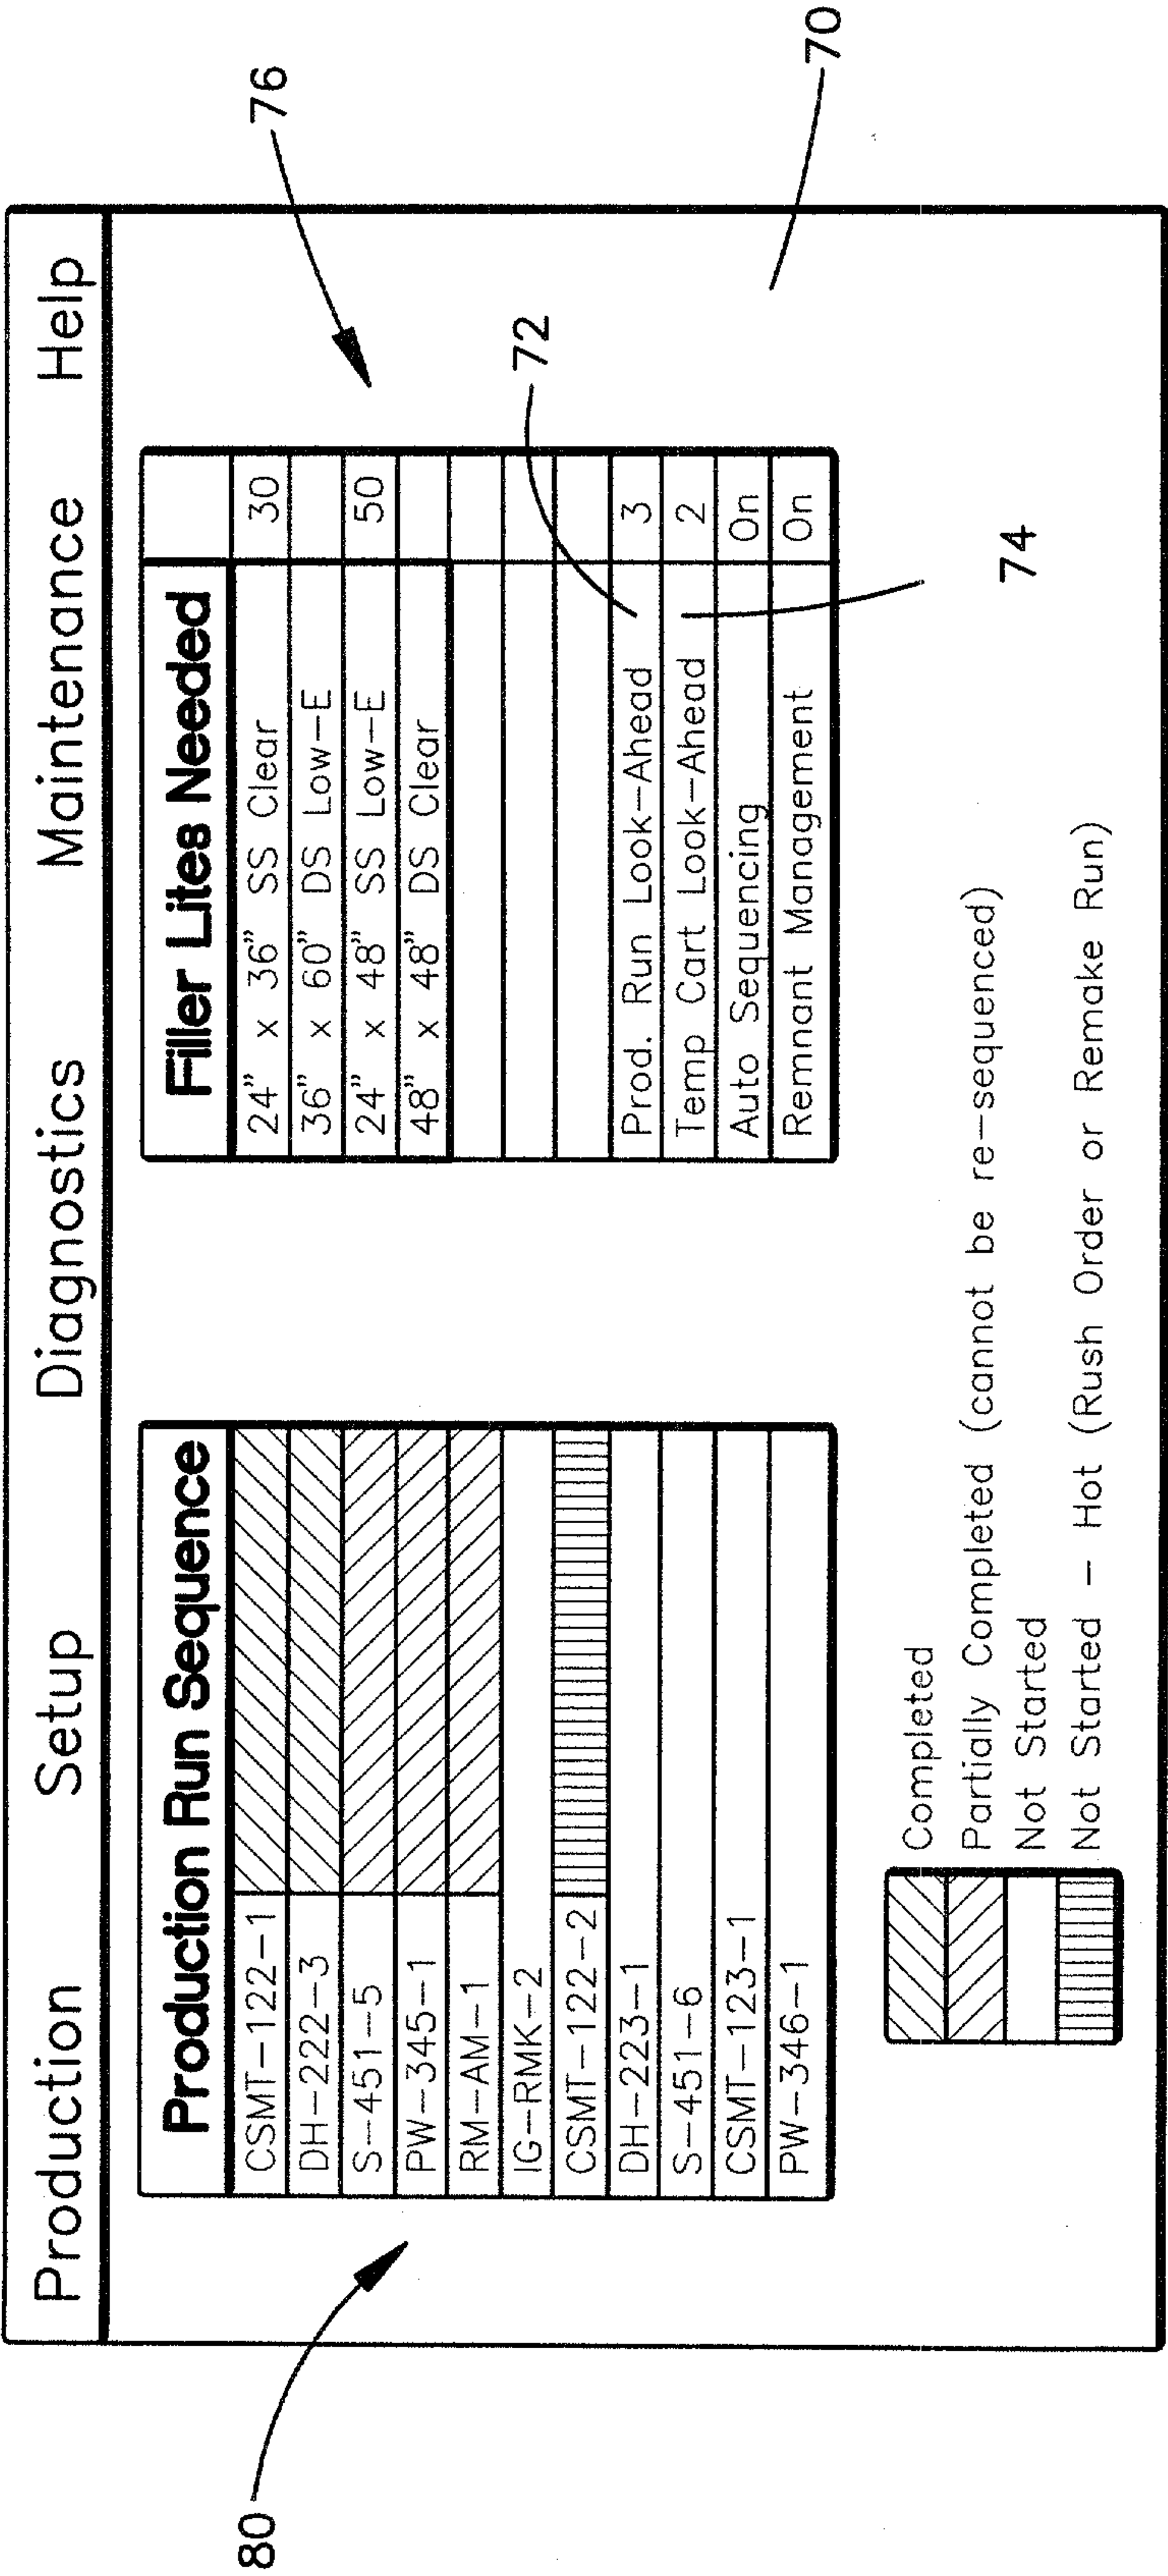 Production Setup Diagnostics Maintenance Help
Production Run Sequence
CSMT-122-1
DH-222-3
S-451-5
PW-345-1
RM-AM-1
IG-RMK-2
CSMT-122-2
DH-223-1
S-451-6
CSMT-123-1
PW-346-1
Filler Lites Needed
24" x 36" SS Clear 30
36" x 60" DS Low-E
24" x 48" SS Low-E 50
48" x 48" DS Clear
Prod. Run Look-Ahead 3
Temp Cart Look-Ahead 2
Auto Sequencing On
Remnant Management On
Completed
Partially Completed (cannot be re-sequenced)
Not Started
Not Started - Hot (Rush Order or Remake Run)
80
76
72
74
70